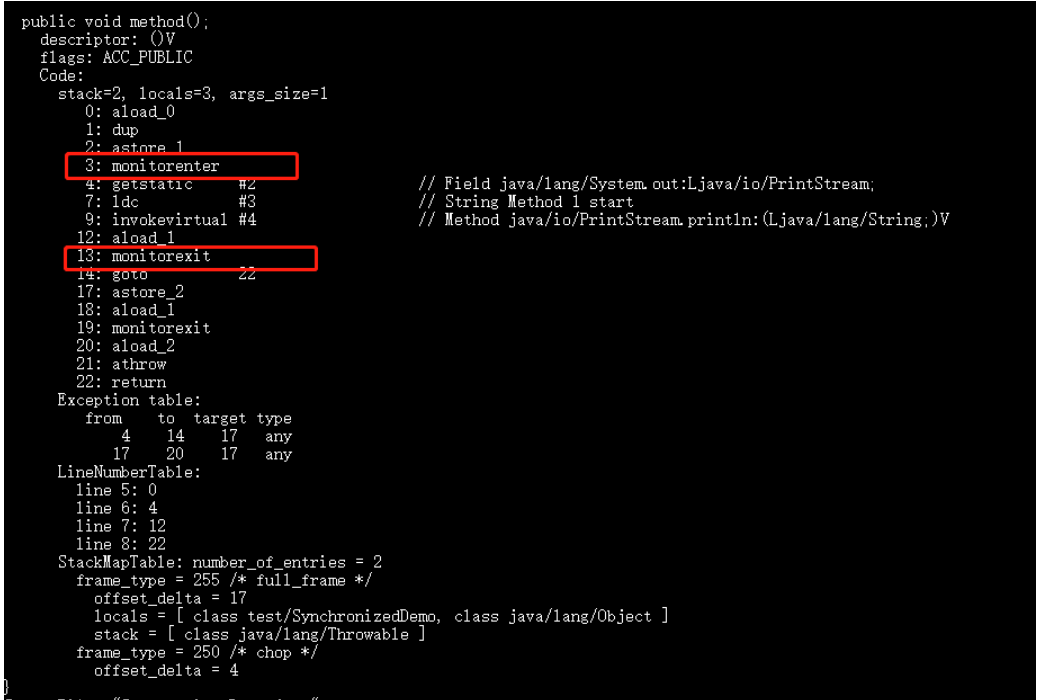 public void method();
descriptor: ()V
flags: ACC_PUBLIC
Code:
stack=2, locals=3, args_size=1
0: aload_0
1: dup
2: astore_1
3: monitorenter
4: getstatic #2 // Field java/lang/System.out:Ljava/io/PrintStream;
7: ldc #3 // String Method 1 start
9: invokevirtual #4 // Method java/io/PrintStream.println:(Ljava/lang/String;)V
12: aload_1
13: monitorexit
14: goto 22
17: astore_2
18: aload_1
19: monitorexit
20: aload_2
21: athrow
22: return
Exception table:
from to target type
4 14 17 any
17 20 17 any
LineNumberTable:
line 5: 0
line 6: 4
line 7: 12
line 8: 22
StackMapTable: number_of_entries = 2
frame_type = 255 /* full_frame */
offset_delta = 17
locals = [ class test/SynchronizedDemo, class java/lang/Object ]
stack = [ class java/lang/Throwable ]
frame_type = 250 /* chop */
offset_delta = 4
}